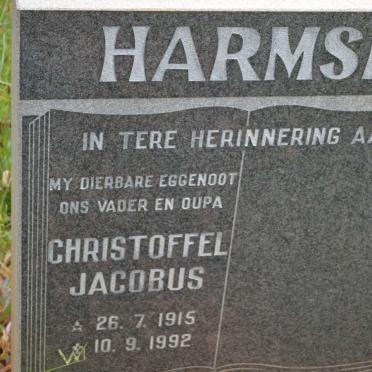 HARMS
IN TERE HERINNERING AA
MY DIERBARE EGGENOOT
ONS VADER EN OUPA
CHRISTOFFEL
JACOBUS
26. 7. 1915
10. 9. 1992